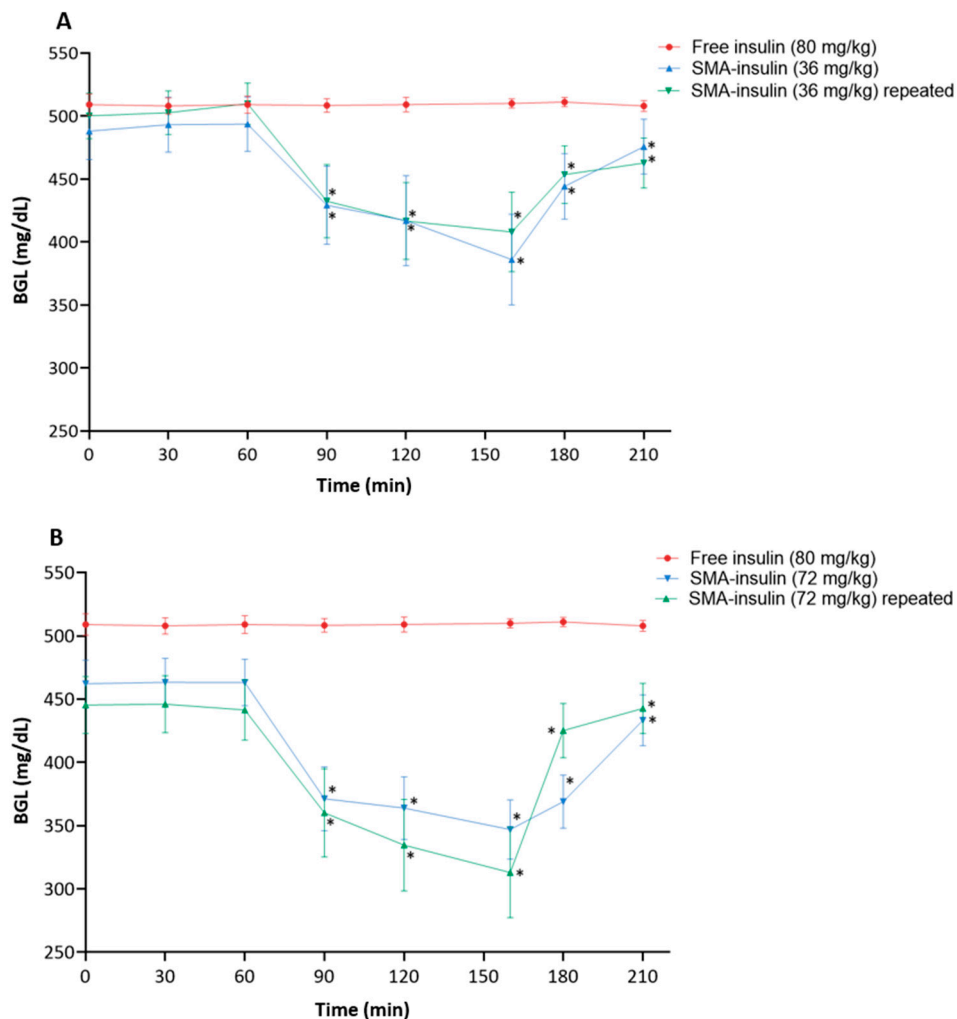 A
550
500
450
400
350
300
250
BGL (mg/dL)
0 30 60 90 120 150 180 210
Time (min)
Free insulin (80 mg/kg)
SMA-insulin (36 mg/kg)
SMA-insulin (36 mg/kg) repeated
* * * * * * * * * *
B
550
500
450
400
350
300
250
BGL (mg/dL)
0 30 60 90 120 150 180 210
Time (min)
Free insulin (80 mg/kg)
SMA-insulin (72 mg/kg)
SMA-insulin (72 mg/kg) repeated
* * * * * * * * * *